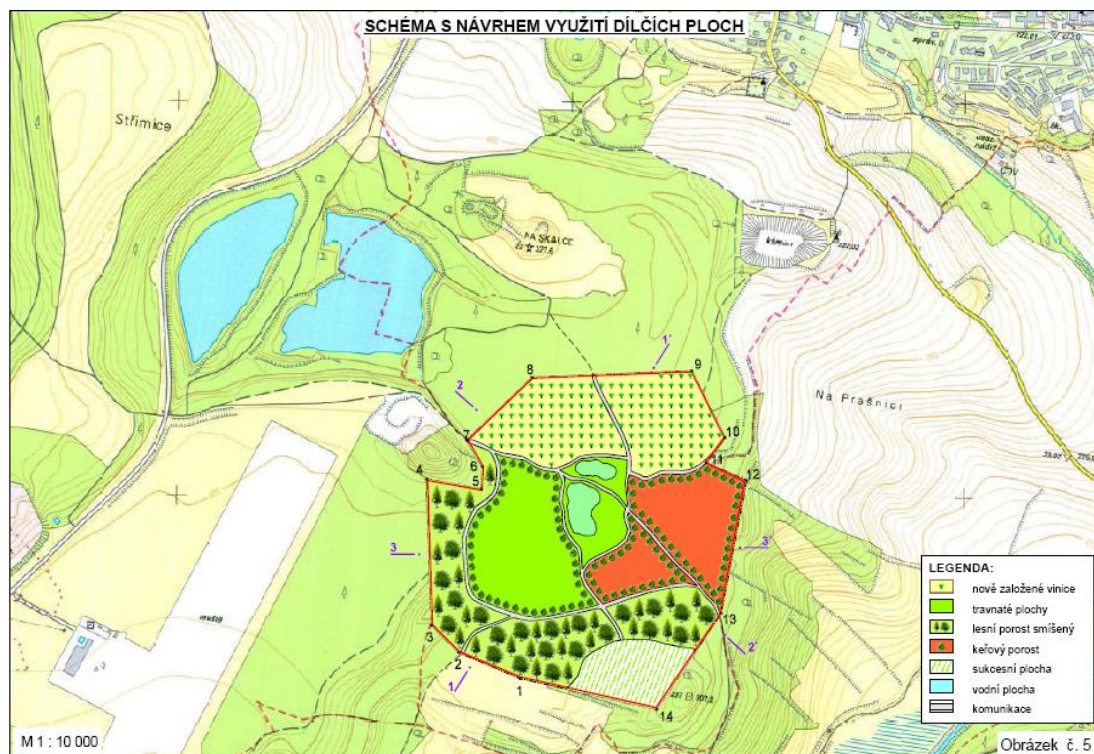 SCHÉMA S NÁVRHEM VYUŽITÍ DÍLČÍCH PLOCH
Střimice
NA SKALCE
Na Prašnici
letiště
8
9
1´
2
7
10
6
11
5
4
12
3
3´
13
3
2
2´
1
1
14
LEGENDA:
nově založené vinice
travnaté plochy
lesní porost smíšený
keřový porost
sukcesní plocha
vodní plocha
komunikace
M 1 : 10 000
Obrázek č. 5